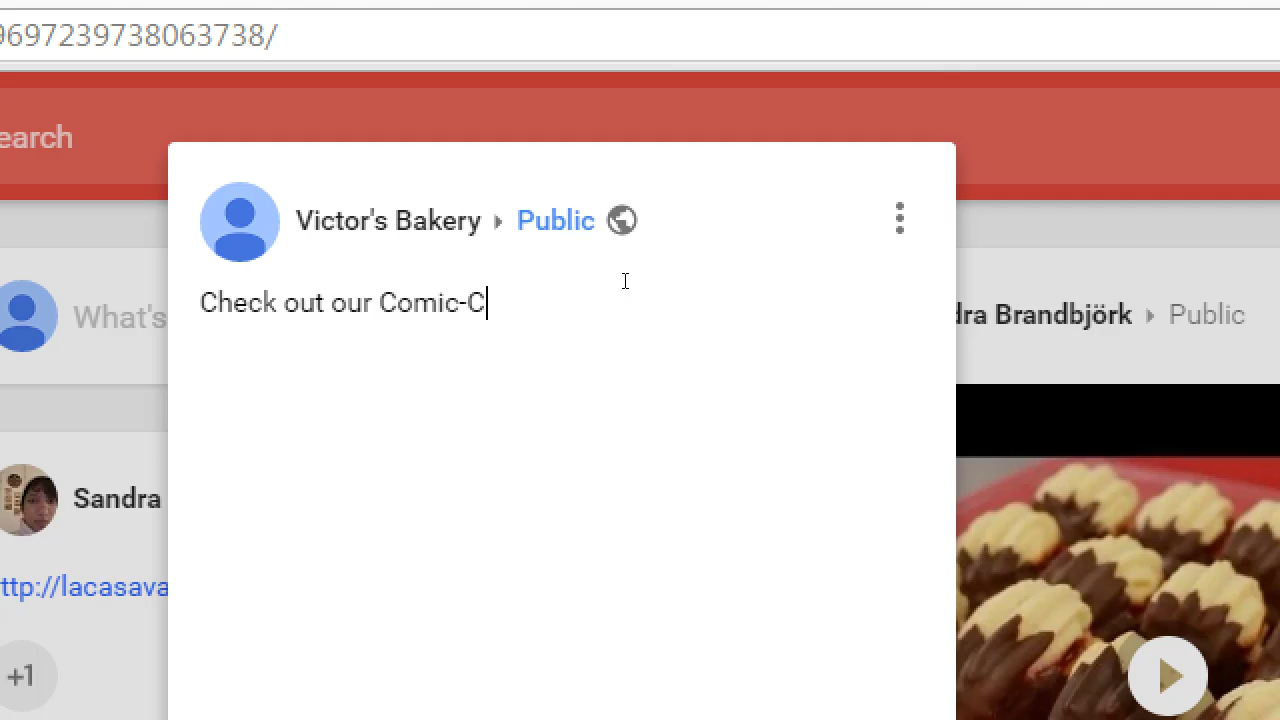 9697239738063738/
earch
Victor's Bakery Public
Check out our Comic-C
What's
dra Brandbjörk Public
Sandra
ttp://lacasava
+1